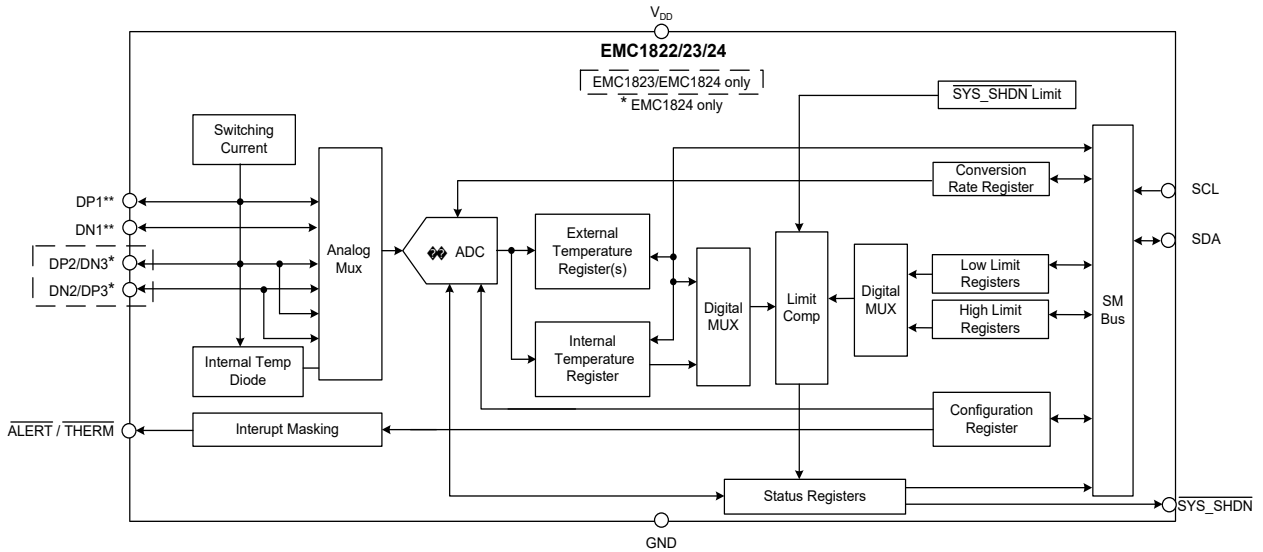 VDD
EMC1822/23/24
EMC1823/EMC1824 only
* EMC1824 only
SYS_SHDN Limit
Switching
Current
Conversion
Rate Register
SCL
DP1**
DN1**
Analog
Mux
�� ADC
External
Temperature
Register(s)
SDA
DP2/DN3*
DN2/DP3*
Digital
MUX
Limit
Comp
Digital
MUX
Low Limit
Registers
High Limit
Registers
SM
Bus
Internal Temp
Diode
Internal
Temperature
Register
ALERT / THERM
Interupt Masking
Configuration
Register
Status Registers
SYS_SHDN
GND